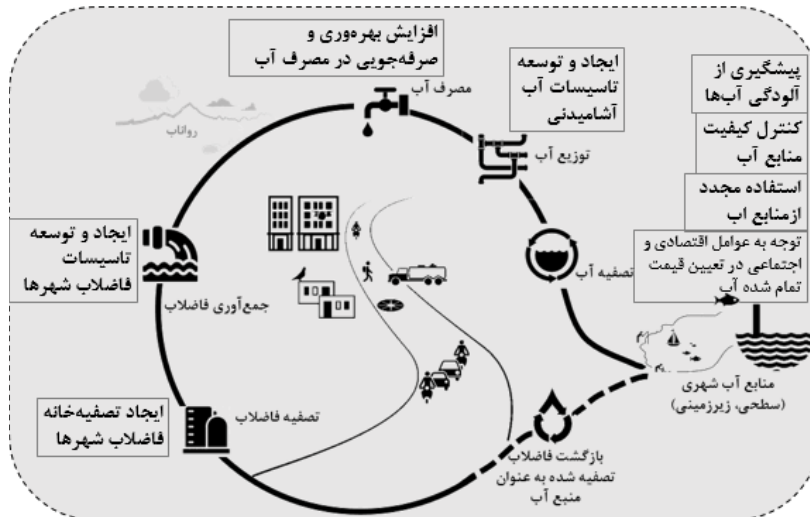 افزایش بهره‌وری و
صرفه‌جویی در مصرف آب
مصرف آب
ایجاد و توسعه
تاسیسات آب
آشامیدنی
توزیع آب
پیشگیری از
آلودگی آب‌ها
کنترل کیفیت
منابع آب
استفاده مجدد
ازمنابع اب
توجه به عوامل اقتصادی و
اجتماعی در تعیین قیمت
تمام شده آب
تصفیه آب
منابع آب شهری
(سطحی، زیرزمینی)
بازگشت فاضلاب
تصفیه شده به عنوان
منبع آب
رواناب
ایجاد و توسعه
تاسیسات
فاضلاب شهرها
جمع‌آوری فاضلاب
ایجاد تصفیه‌خانه
فاضلاب شهرها
تصفیه فاضلاب